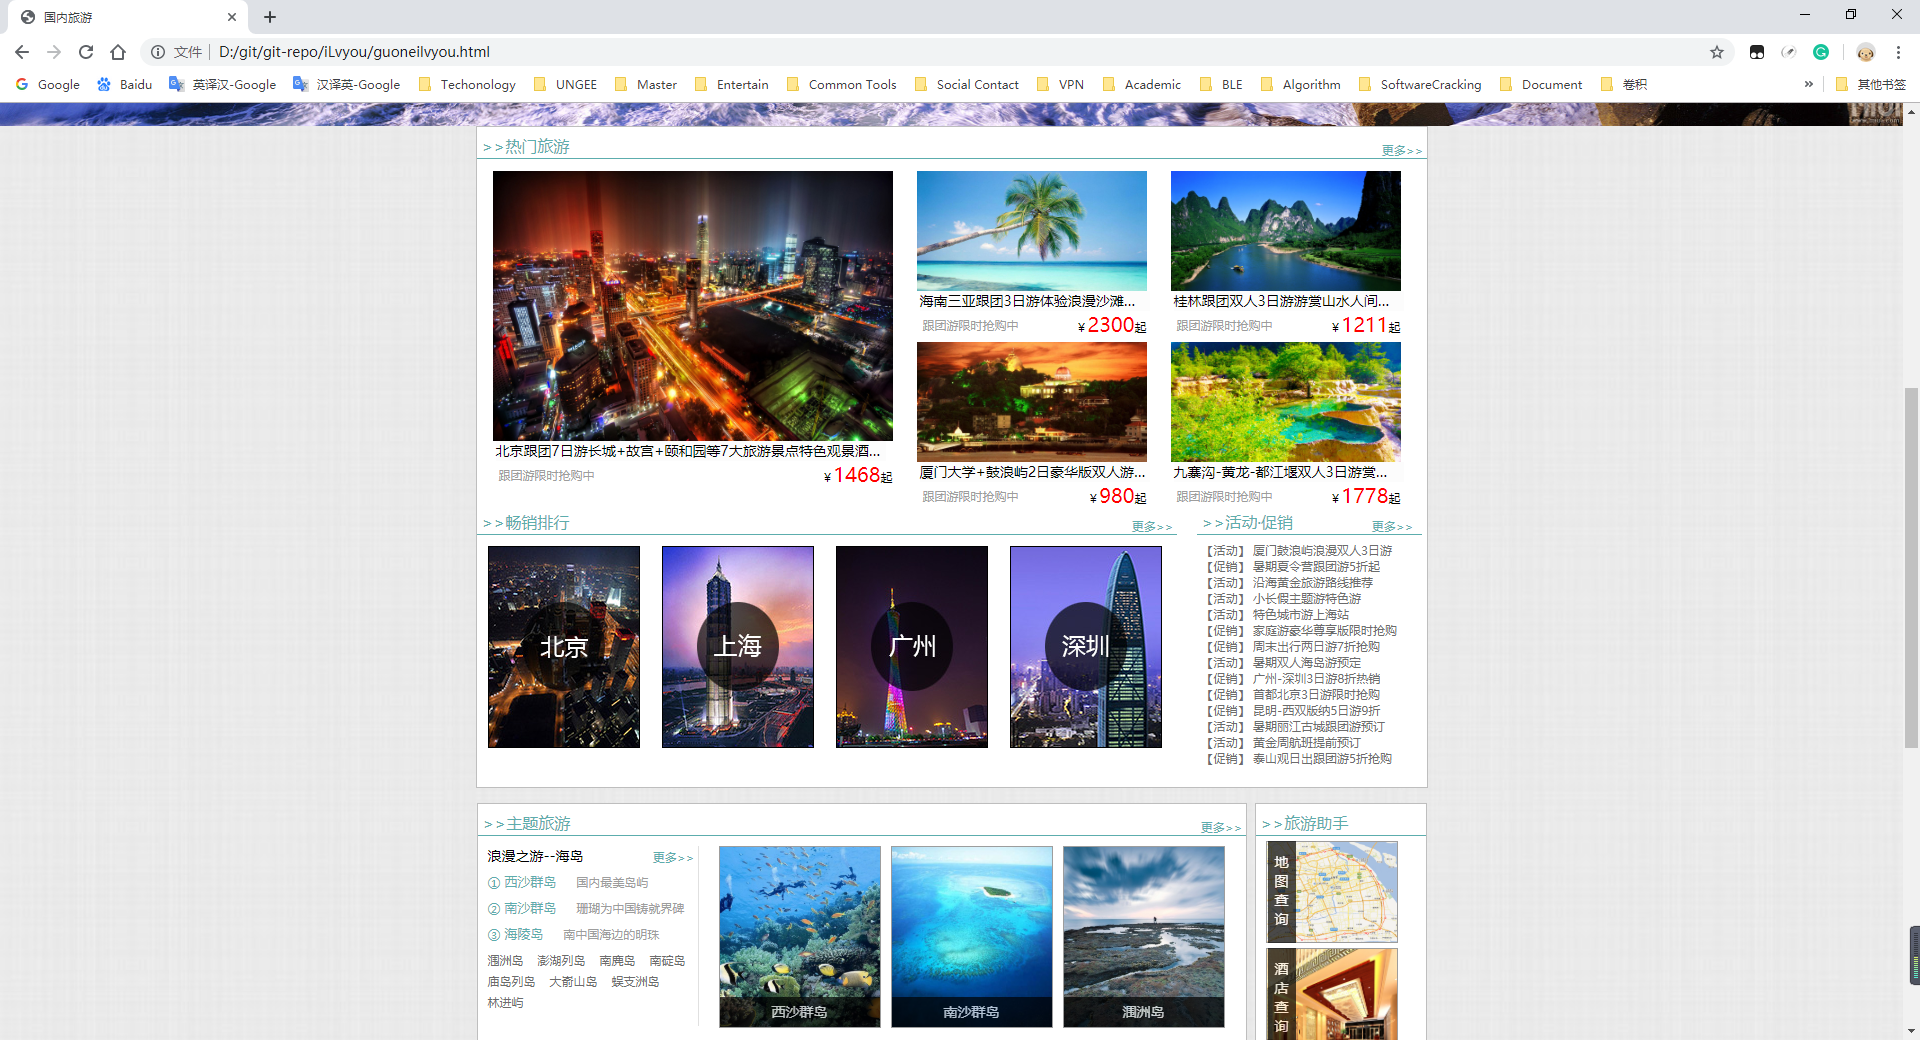 国内旅游
文件 D:/git/git-repo/iLvyou/guoneilvyou.html
Google Baidu 英译汉-Google 汉译英-Google Techonology UNGEE Master Entertain Common Tools Social Contact VPN Academic BLE Algorithm SoftwareCracking Document 卷积 » 其他书签
>>热门旅游 更多>>
海南三亚跟团3日游体验浪漫沙滩...
跟团游限时抢购中 ¥2300起
桂林跟团双人3日游游赏山水人间...
跟团游限时抢购中 ¥1211起
北京跟团7日游长城+故宫+颐和园等7大旅游景点特色观景酒...
跟团游限时抢购中 ¥1468起
厦门大学+鼓浪屿2日豪华版双人游...
跟团游限时抢购中 ¥980起
九寨沟-黄龙-都江堰双人3日游赏...
跟团游限时抢购中 ¥1778起
>>畅销排行 更多>>
北京
上海
广州
深圳
>>活动·促销 更多>>
【活动】 厦门鼓浪屿浪漫双人3日游
【促销】 暑期夏令营跟团游5折起
【活动】 沿海黄金旅游路线推荐
【活动】 小长假主题游特色游
【活动】 特色城市游上海站
【促销】 家庭游豪华尊享版限时抢购
【促销】 周末出行两日游7折抢购
【活动】 暑期双人海岛游预定
【促销】 广州-深圳3日游8折热销
【促销】 首都北京3日游限时抢购
【促销】 昆明-西双版纳5日游9折
【活动】 暑期丽江古城跟团游预订
【活动】 黄金周航班提前预订
【促销】 泰山观日出跟团游5折抢购
>>主题旅游 更多>>
浪漫之游--海岛 更多>>
① 西沙群岛 国内最美岛屿
② 南沙群岛 珊瑚为中国铸就界碑
③ 海陵岛 南中国海边的明珠
涠洲岛 澎湖列岛 南麂岛 南碇岛
庙岛列岛 大嵛山岛 蜈支洲岛
林进屿
西沙群岛
南沙群岛
涠洲岛
>>旅游助手
地图查询
酒店查询